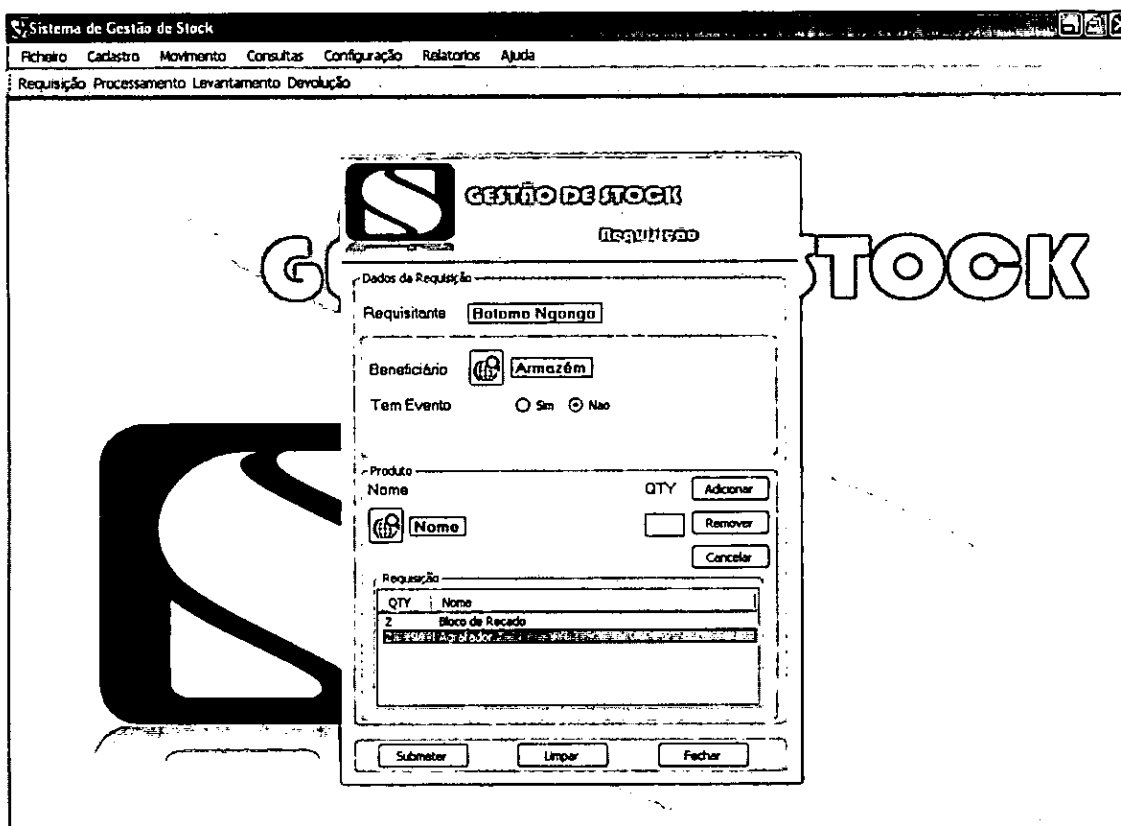 Sistema de Gestão de Stock
Ficheiro Cadastro Movimento Consultas Configuração Relatorios Ajuda
Requisição Processamento Levantamento Devolução
GESTÃO DE STOCK
Requisição
STOCK
Dados da Requisição
Requisitante Botomo Ngongo
Beneficiário Armazém
Tem Evento Sim Nao
Produto
Nome QTY Adicionar
Nome Remover
Cancelar
Requisição
QTY Nome
2 Bloco de Recado
Agrafador
Submeter Limpar Fechar